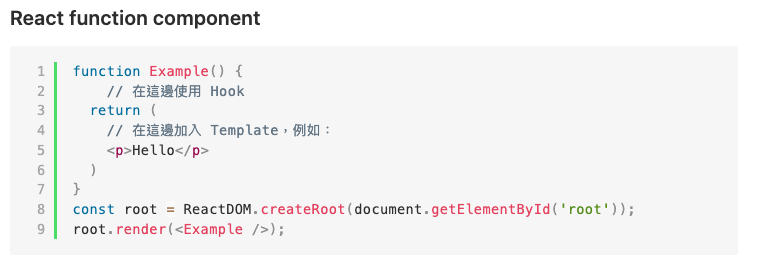 React function component
1 function Example() {
2 // 在這邊使用 Hook
3 return (
4 // 在這邊加入 Template，例如：
5 <p>Hello</p>
6 )
7 }
8 const root = ReactDOM.createRoot(document.getElementById('root'));
9 root.render(<Example />);